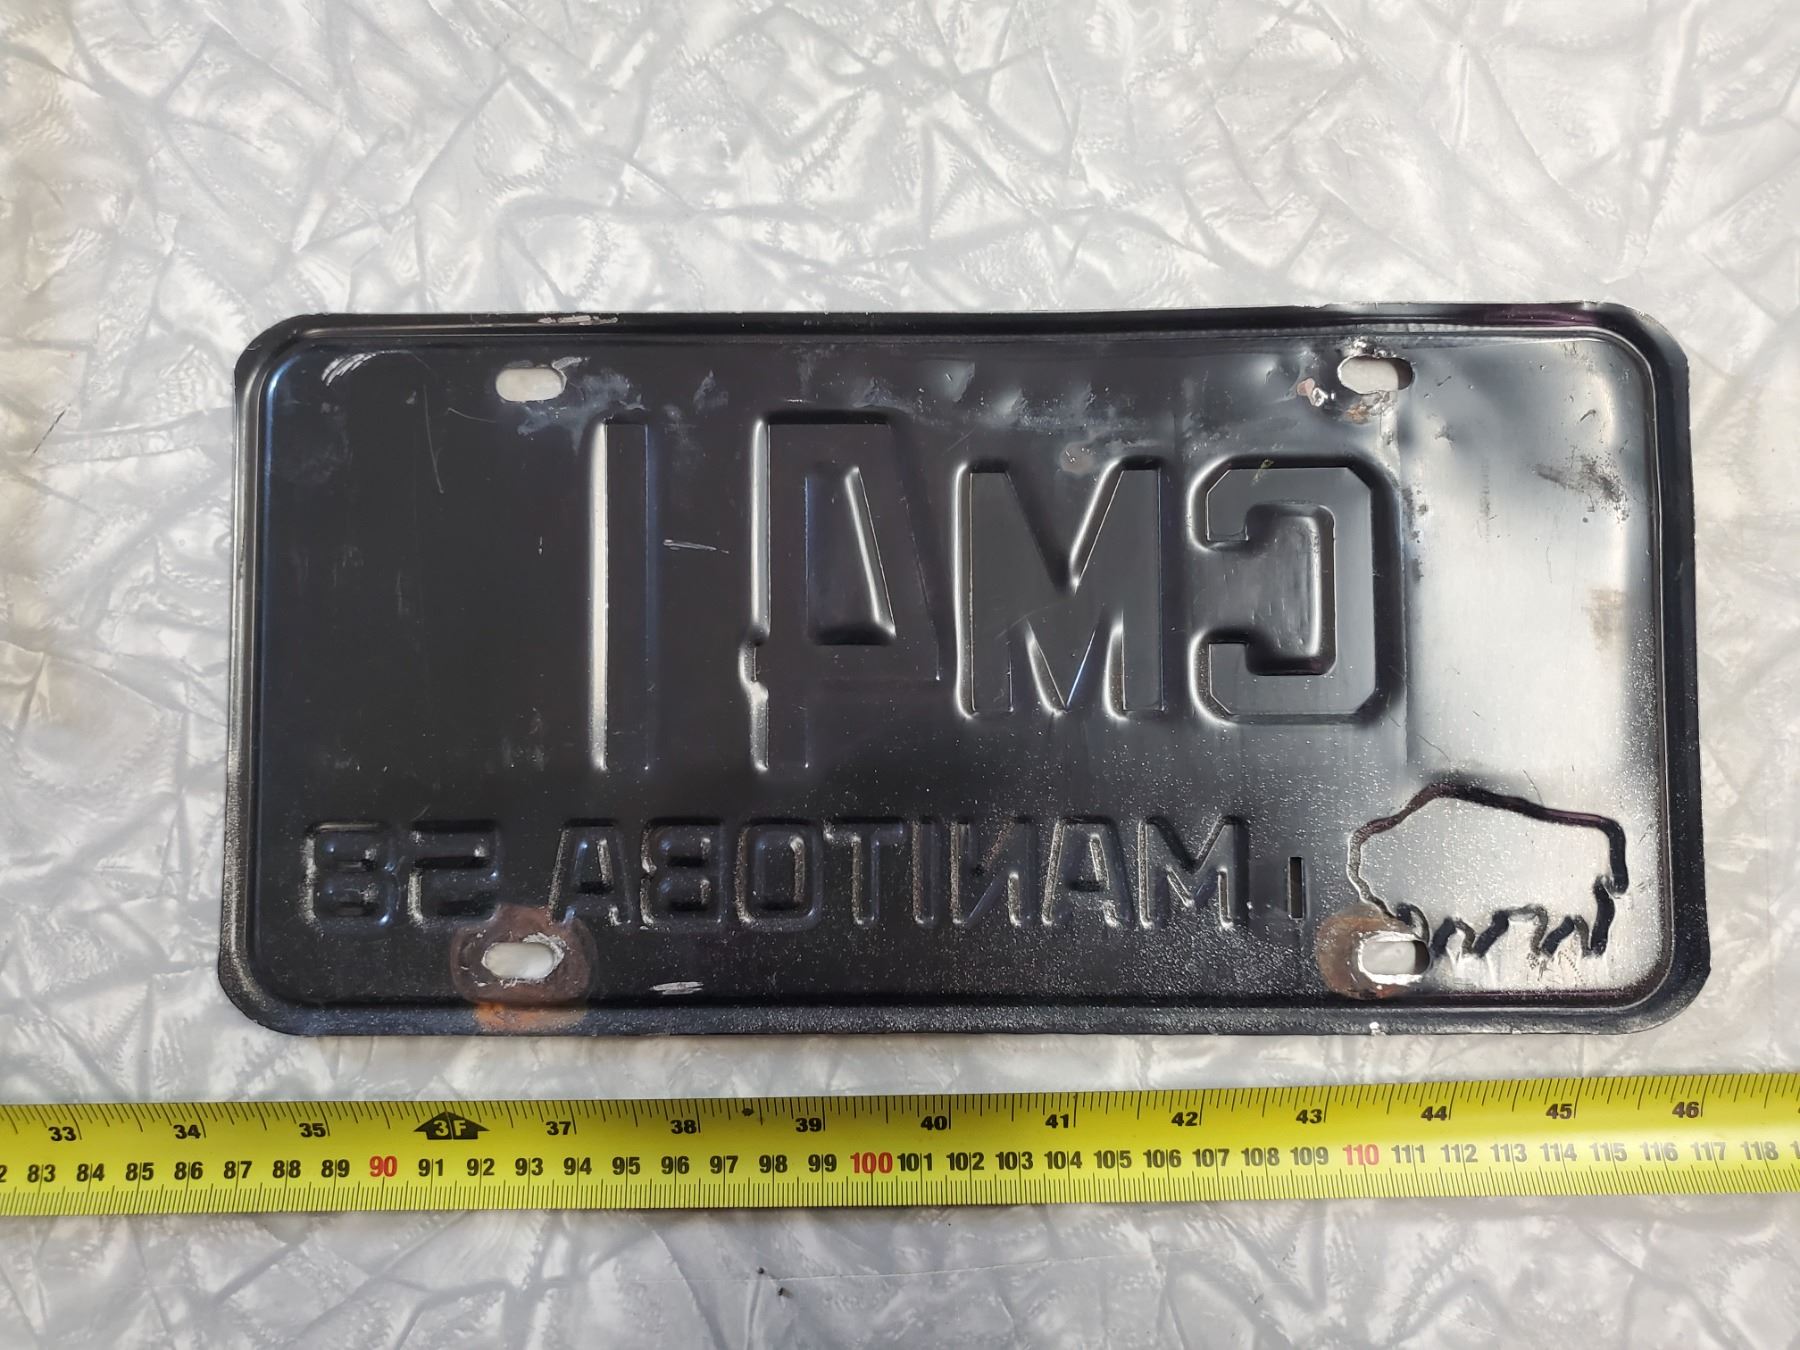 CM41
MANITOBA 58
33 34 35 3F 37 38 39 40 41 42 43 44 45 46
83 84 85 86 87 88 89 90 91 92 93 94 95 96 97 98 99 100 101 102 103 104 105 106 107 108 109 110 111 112 113 114 115 116 117 118